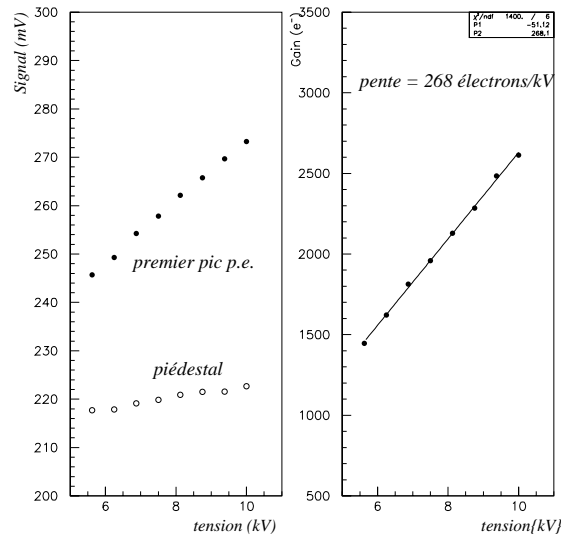 Signal (mV)
280
270
260
250
240
230
220
210
200
premier pic p.e.
piédestal
6
8
10
tension (kV)
Gain (e⁻)
3500
3000
2500
2000
1500
1000
500
χ²/ndf 1400. / 6
P1 -51.12
P2 268.1
pente = 268 électrons/kV
6
8
10
tension{kV}